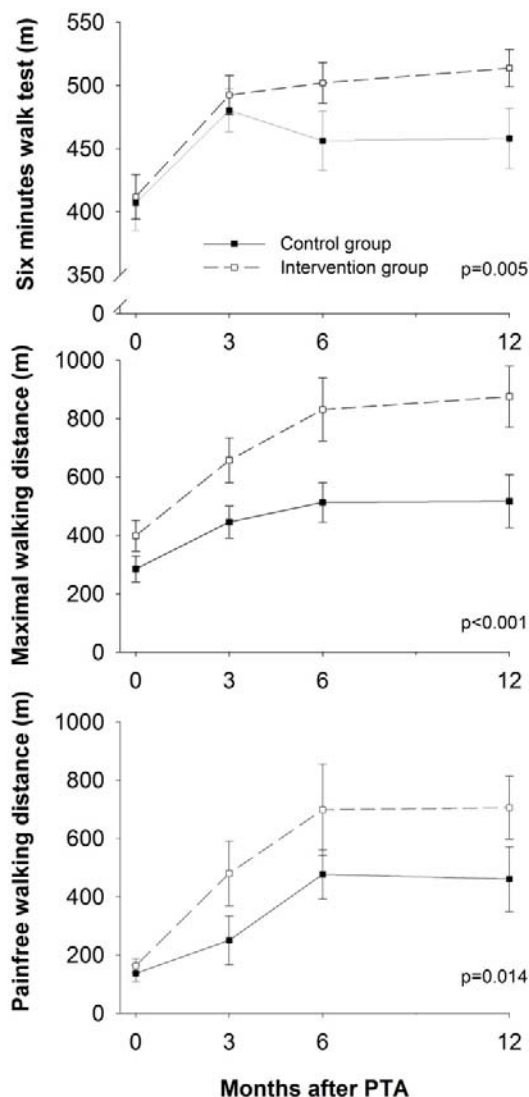 Six minutes walk test (m)
550
500
450
400
350
0
Control group
Intervention group
p=0.005
0 3 6 12
Maximal walking distance (m)
1000
800
600
400
200
0
p<0.001
0 3 6 12
Painfree walking distance (m)
1000
800
600
400
200
0
p=0.014
0 3 6 12
Months after PTA